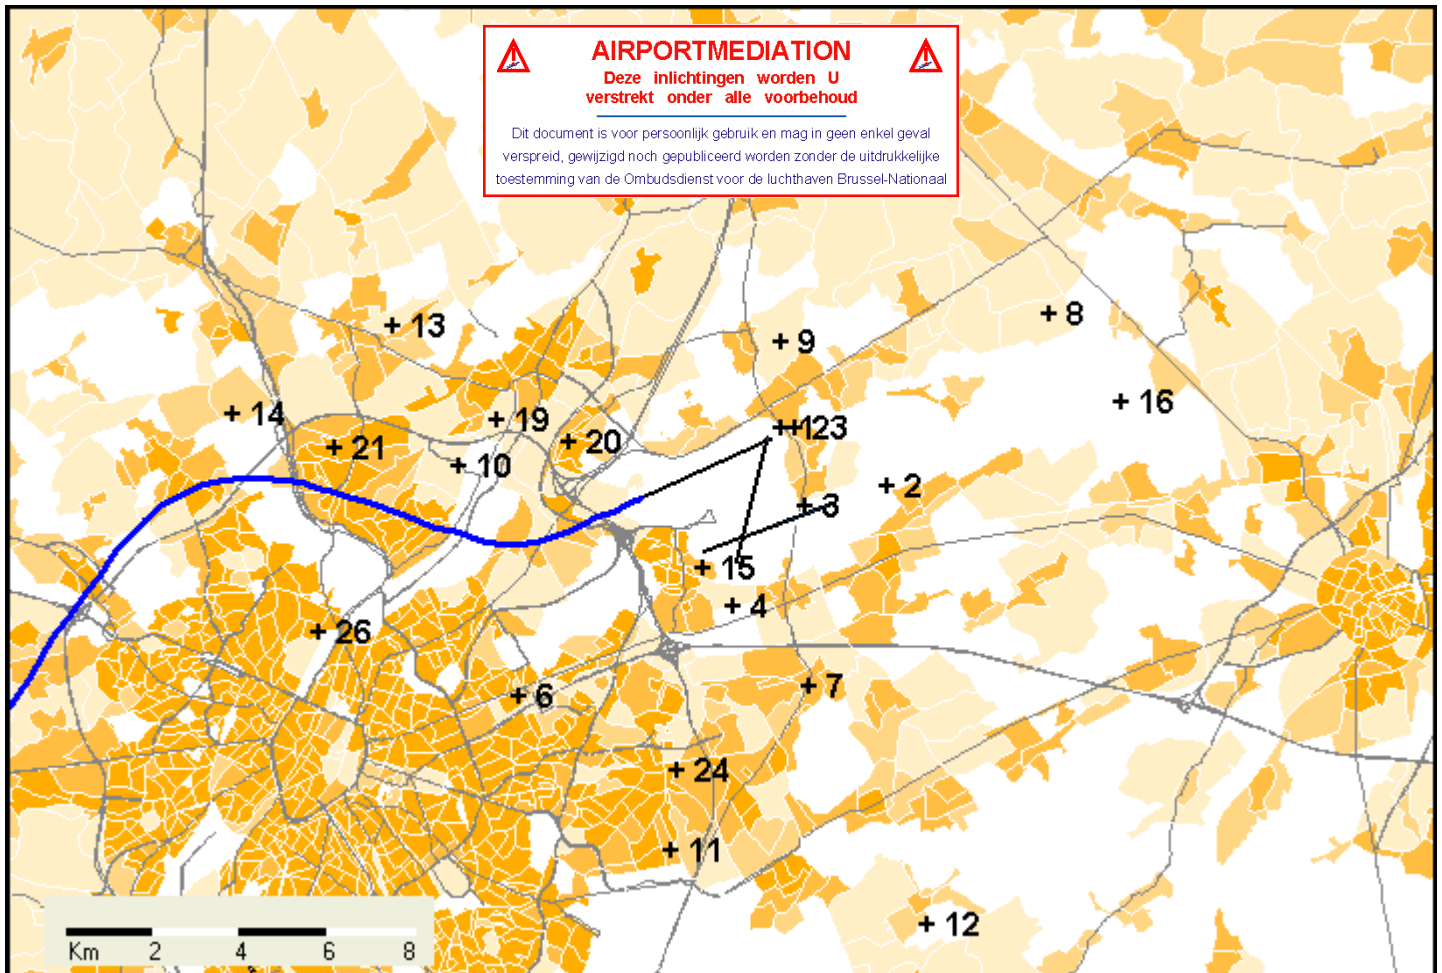 AIRPORTMEDIATION
Deze inlichtingen worden U
verstrekt onder alle voorbehoud
Dit document is voor persoonlijk gebruik en mag in geen enkel geval
verspreid, gewijzigd noch gepubliceerd worden zonder de uitdrukkelijke
toestemming van de Ombudsdienst voor de luchthaven Brussel-Nationaal
+ 8
+ 13
+ 9
+ 16
+ 14
+ 19
++123
+ 20
+ 21
+ 10
+ 2
+ 3
+ 15
+ 4
+ 26
+ 7
+ 6
+ 24
+ 11
+ 12
Km 2 4 6 8